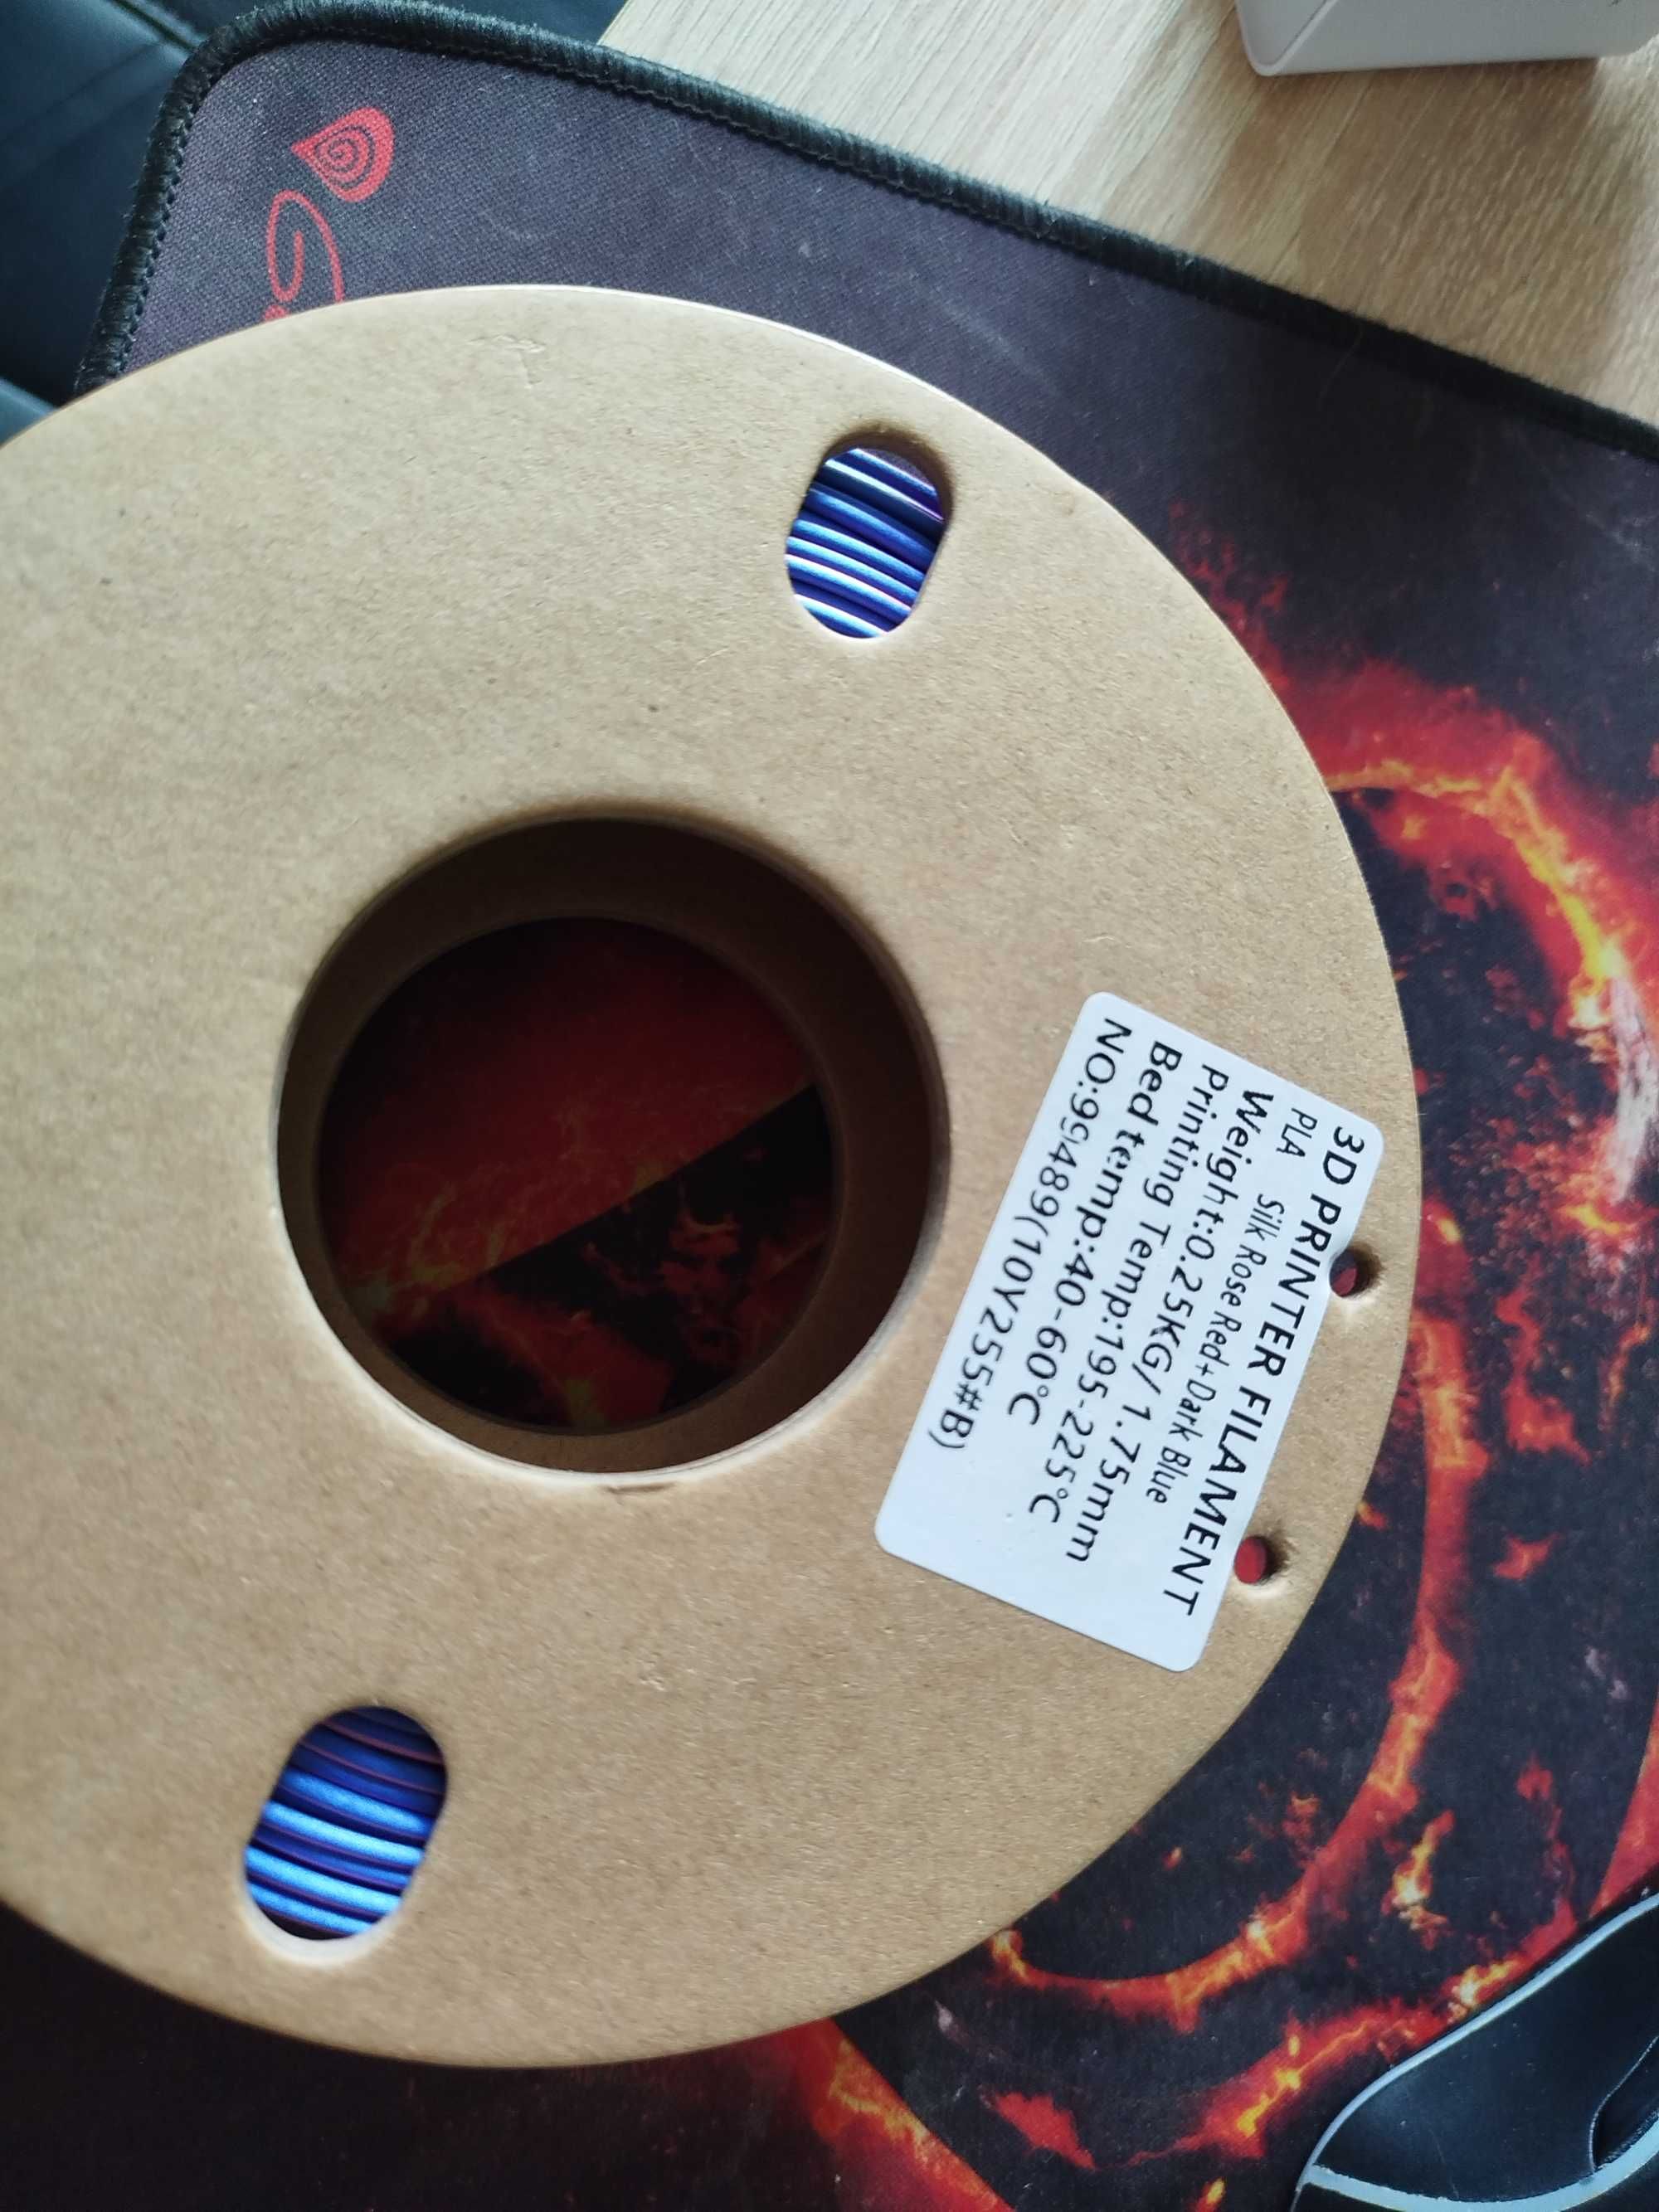 3D PRINTER FILAMENT
PLA Silk Rose Red+Dark Blue
Weight:0.25KG/1.75mm
Printing Temp:195-225°C
Bed temp:40-60°C
NO:99489(10Y255#B)